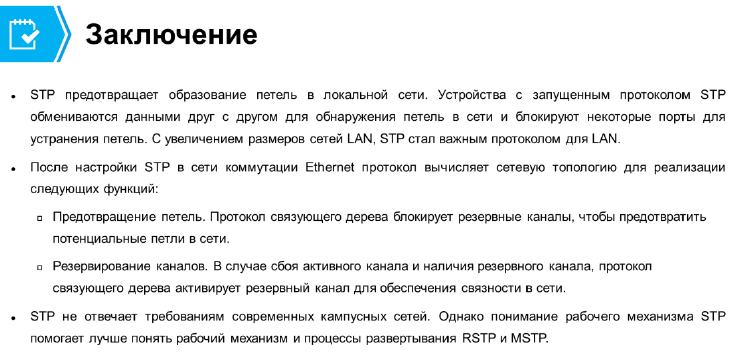 Заключение
• STP предотвращает образование петель в локальной сети. Устройства с запущенным протоколом STP
обмениваются данными друг с другом для обнаружения петель в сети и блокируют некоторые порты для
устранения петель. С увеличением размеров сетей LAN, STP стал важным протоколом для LAN.
• После настройки STP в сети коммутации Ethernet протокол вычисляет сетевую топологию для реализации
следующих функций:
▫ Предотвращение петель. Протокол связующего дерева блокирует резервные каналы, чтобы предотвратить
потенциальные петли в сети.
▫ Резервирование каналов. В случае сбоя активного канала и наличия резервного канала, протокол
связующего дерева активирует резервный канал для обеспечения связности в сети.
• STP не отвечает требованиям современных кампусных сетей. Однако понимание рабочего механизма STP
помогает лучше понять рабочий механизм и процессы развертывания RSTP и MSTP.